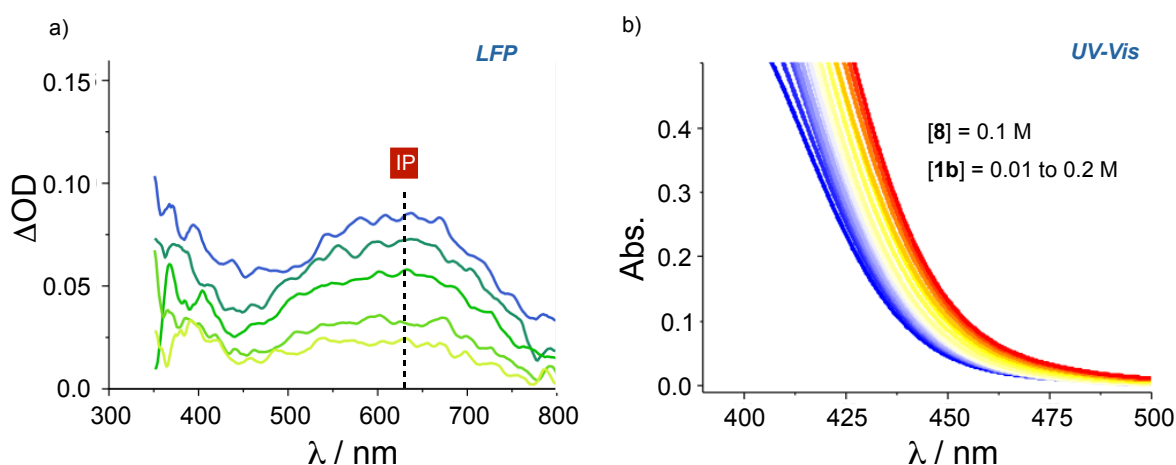 a)
LFP
0.15
0.10
0.05
0.0
ΔOD
IP
300 400 500 600 700 800
λ / nm
b)
UV-Vis
[8] = 0.1 M
[1b] = 0.01 to 0.2 M
0.4
0.3
0.2
0.1
0.0
Abs.
400 425 450 475 500
λ / nm